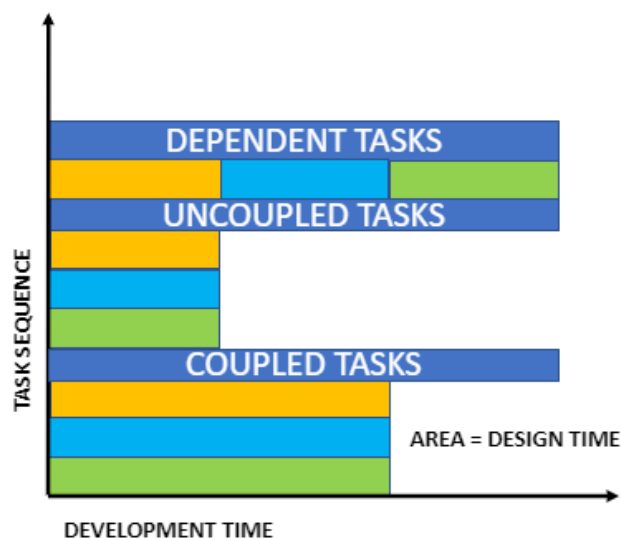 DEPENDENT TASKS
UNCOUPLED TASKS
COUPLED TASKS
AREA = DESIGN TIME
TASK SEQUENCE
DEVELOPMENT TIME